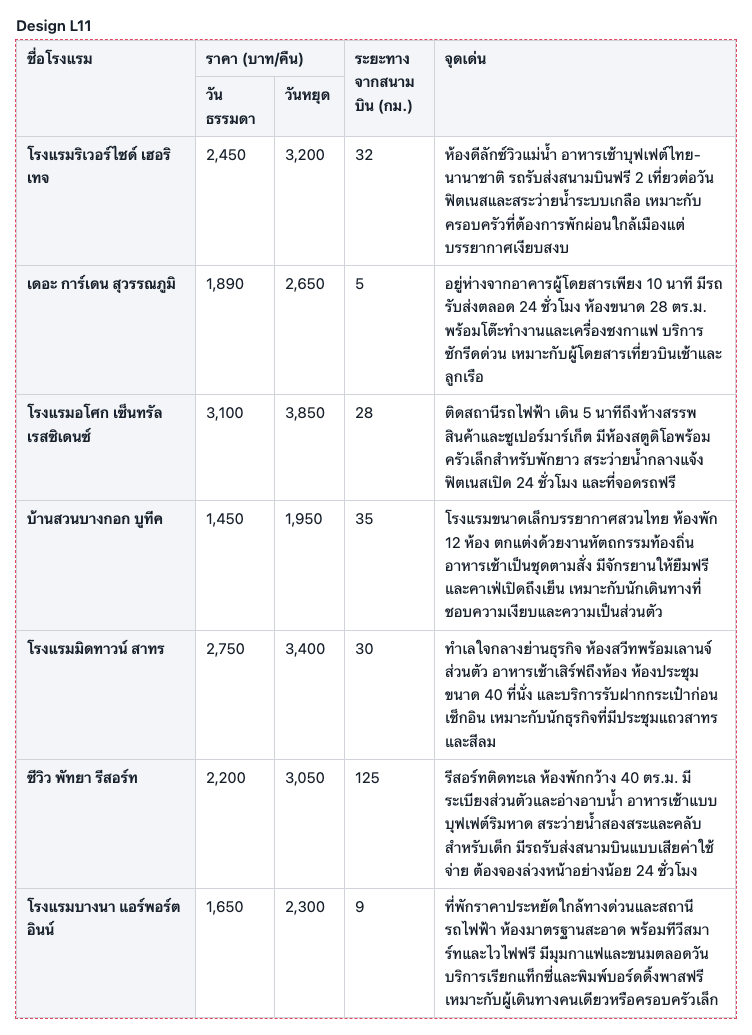 Design L11
ชื่อโรงแรม
ราคา (บาท/คืน)
ระยะทาง
จากสนาม
บิน (กม.)
จุดเด่น
วัน
ธรรมดา
วันหยุด
โรงแรมริเวอร์ไซด์ เฮอริ
เทจ
2,450
3,200
32
ห้องดีลักซ์วิวแม่น้ำ อาหารเช้าบุฟเฟต์ไทย-
นานาชาติ รถรับส่งสนามบินฟรี 2 เที่ยวต่อวัน
ฟิตเนสและสระว่ายน้ำระบบเกลือ เหมาะกับ
ครอบครัวที่ต้องการพักผ่อนใกล้เมืองแต่
บรรยากาศเงียบสงบ
เดอะ การ์เดน สุวรรณภูมิ
1,890
2,650
5
อยู่ห่างจากอาคารผู้โดยสารเพียง 10 นาที มีรถ
รับส่งตลอด 24 ชั่วโมง ห้องขนาด 28 ตร.ม.
พร้อมโต๊ะทำงานและเครื่องชงกาแฟ บริการ
ซักรีดด่วน เหมาะกับผู้โดยสารเที่ยวบินเช้าและ
ลูกเรือ
โรงแรมอโศก เซ็นทรัล
เรสซิเดนซ์
3,100
3,850
28
ติดสถานีรถไฟฟ้า เดิน 5 นาทีถึงห้างสรรพ
สินค้าและซูเปอร์มาร์เก็ต มีห้องสตูดิโอพร้อม
ครัวเล็กสำหรับพักยาว สระว่ายน้ำกลางแจ้ง
ฟิตเนสเปิด 24 ชั่วโมง และที่จอดรถฟรี
บ้านสวนบางกอก บูทีค
1,450
1,950
35
โรงแรมขนาดเล็กบรรยากาศสวนไทย ห้องพัก
12 ห้อง ตกแต่งด้วยงานหัตถกรรมท้องถิ่น
อาหารเช้าเป็นชุดตามสั่ง มีจักรยานให้ยืมฟรี
และคาเฟ่เปิดถึงเย็น เหมาะกับนักเดินทางที่
ชอบความเงียบและความเป็นส่วนตัว
โรงแรมมิดทาวน์ สาทร
2,750
3,400
30
ทำเลใจกลางย่านธุรกิจ ห้องสวีทพร้อมเลานจ์
ส่วนตัว อาหารเช้าเสิร์ฟถึงห้อง ห้องประชุม
ขนาด 40 ที่นั่ง และบริการรับฝากกระเป๋าก่อน
เช็กอิน เหมาะกับนักธุรกิจที่มีประชุมแถวสาทร
และสีลม
ซีวิว พัทยา รีสอร์ท
2,200
3,050
125
รีสอร์ทติดทะเล ห้องพักกว้าง 40 ตร.ม. มี
ระเบียงส่วนตัวและอ่างอาบน้ำ อาหารเช้าแบบ
บุฟเฟต์ริมหาด สระว่ายน้ำสองสระและคลับ
สำหรับเด็ก มีรถรับส่งสนามบินแบบเสียค่าใช้
จ่าย ต้องจองล่วงหน้าอย่างน้อย 24 ชั่วโมง
โรงแรมบางนา แอร์พอร์ต
อินน์
1,650
2,300
9
ที่พักราคาประหยัดใกล้ทางด่วนและสถานี
รถไฟฟ้า ห้องมาตรฐานสะอาด พร้อมทีวีสมา
ร์ทและไวไฟฟรี มีมุมกาแฟและขนมตลอดวัน
บริการเรียกแท็กซี่และพิมพ์บอร์ดดิ้งพาสฟรี
เหมาะกับผู้เดินทางคนเดียวหรือครอบครัวเล็ก